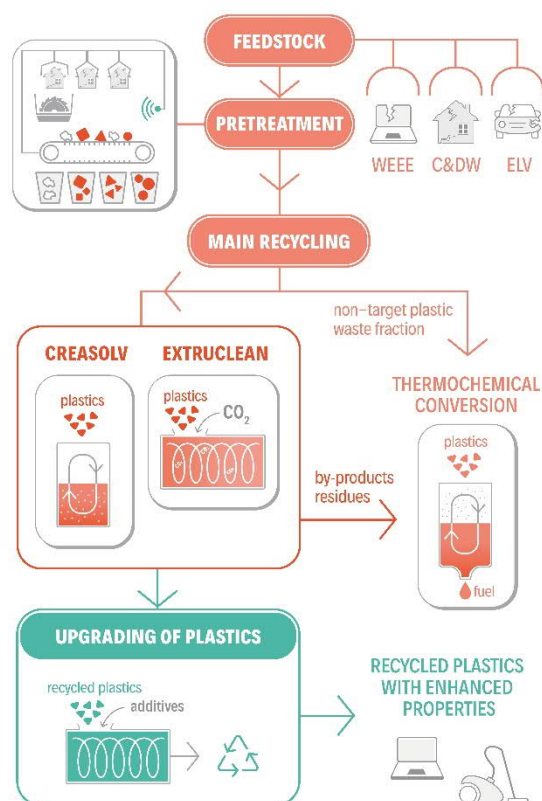 FEEDSTOCK
PRETREATMENT
WEEE
C&DW
ELV
MAIN RECYCLING
non-target plastic
waste fraction
CREASOLV
EXTRUCLEAN
plastics
plastics
CO₂
THERMOCHEMICAL
CONVERSION
plastics
by-products
residues
fuel
UPGRADING OF PLASTICS
recycled plastics
additives
RECYCLED PLASTICS
WITH ENHANCED
PROPERTIES